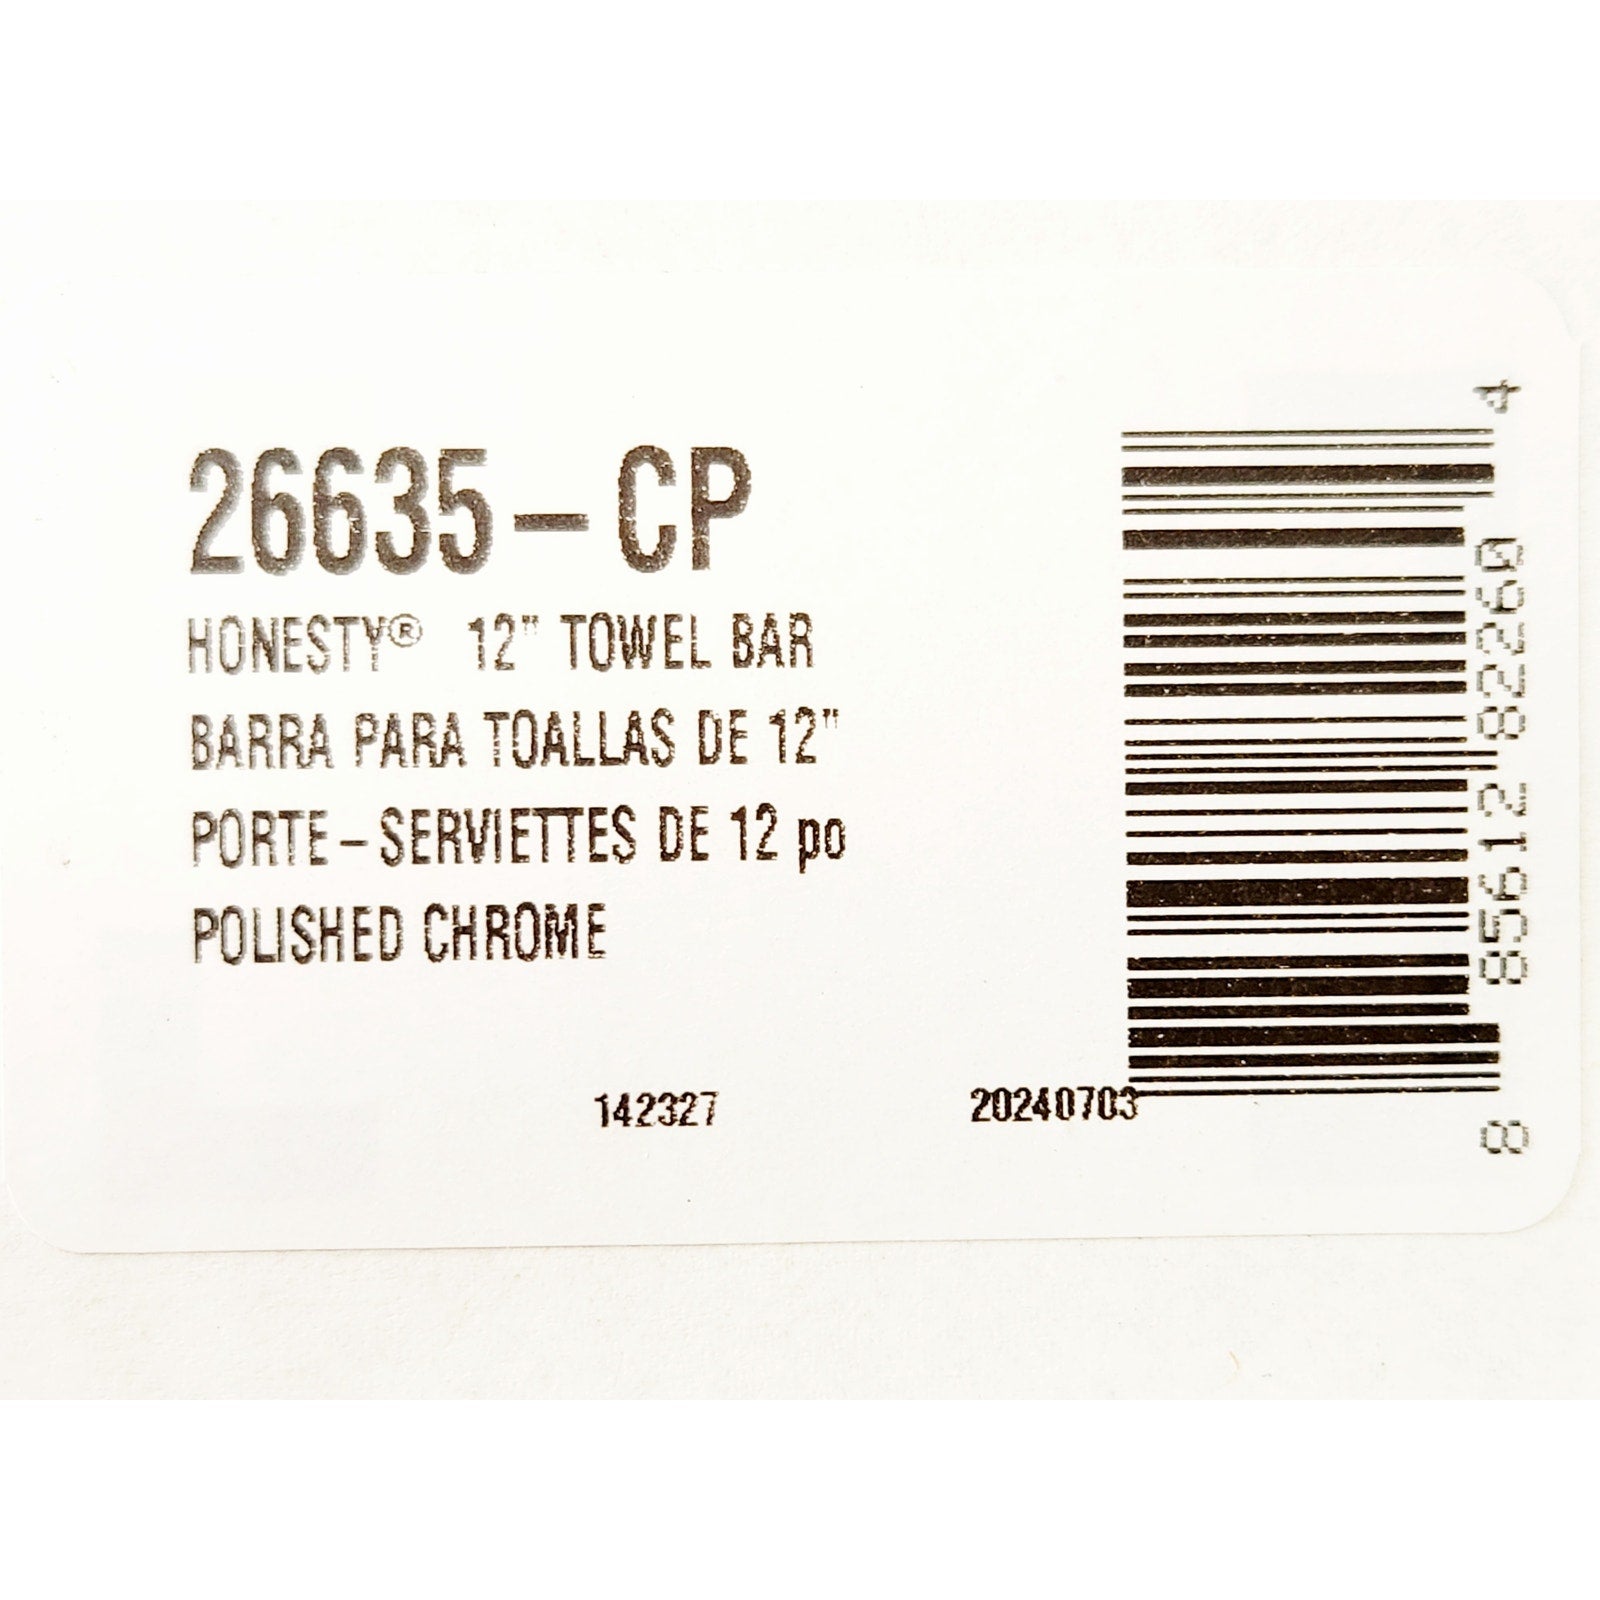 26635-CP
HONESTY® 12" TOWEL BAR
BARRA PARA TOALLAS DE 12"
PORTE-SERVIETTES DE 12 po
POLISHED CHROME
142327
20240703
8 85612 82260 4